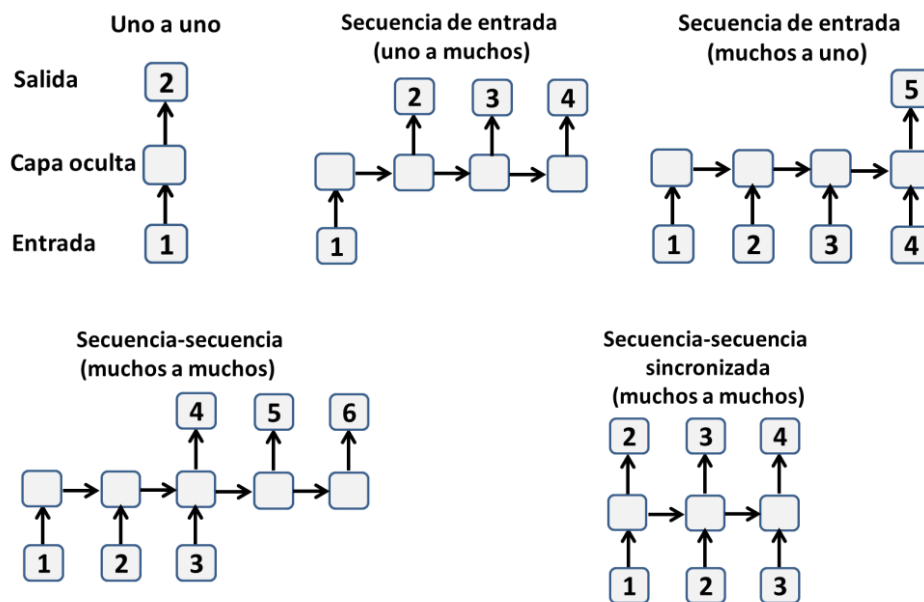 Uno a uno
Salida
2
Capa oculta
Entrada
1
Secuencia de entrada
(uno a muchos)
2 3 4
1
Secuencia de entrada
(muchos a uno)
5
1 2 3 4
Secuencia-secuencia
(muchos a muchos)
4 5 6
1 2 3
Secuencia-secuencia
sincronizada
(muchos a muchos)
2 3 4
1 2 3